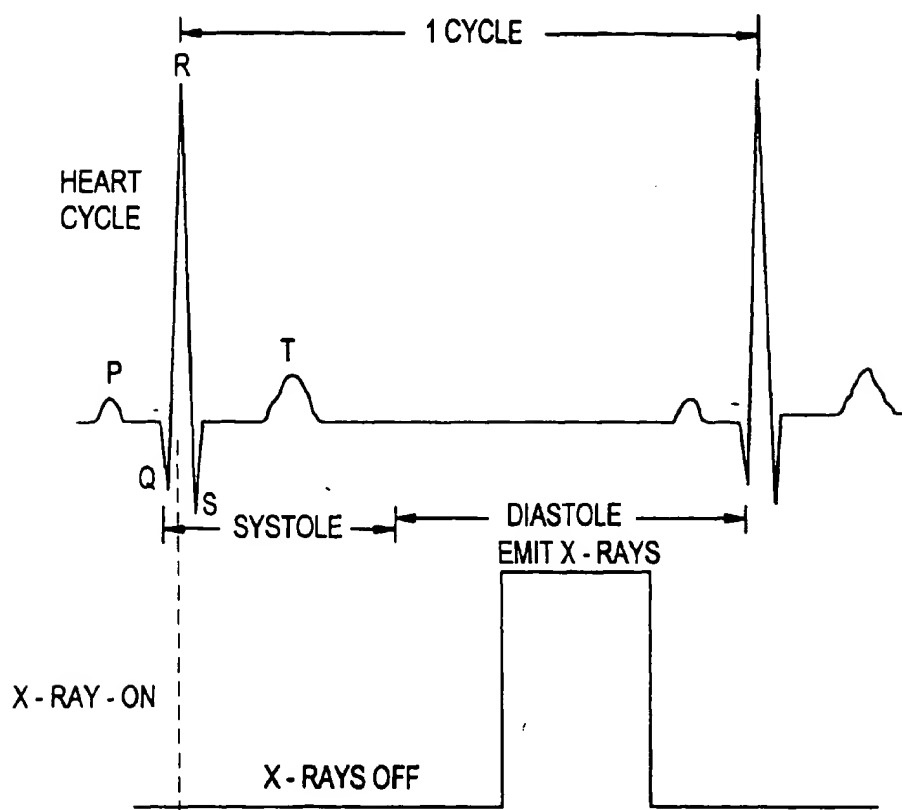 1 CYCLE
R
HEART
CYCLE
T
P
Q
S
SYSTOLE
DIASTOLE
EMIT X - RAYS
X - RAY - ON
X - RAYS OFF